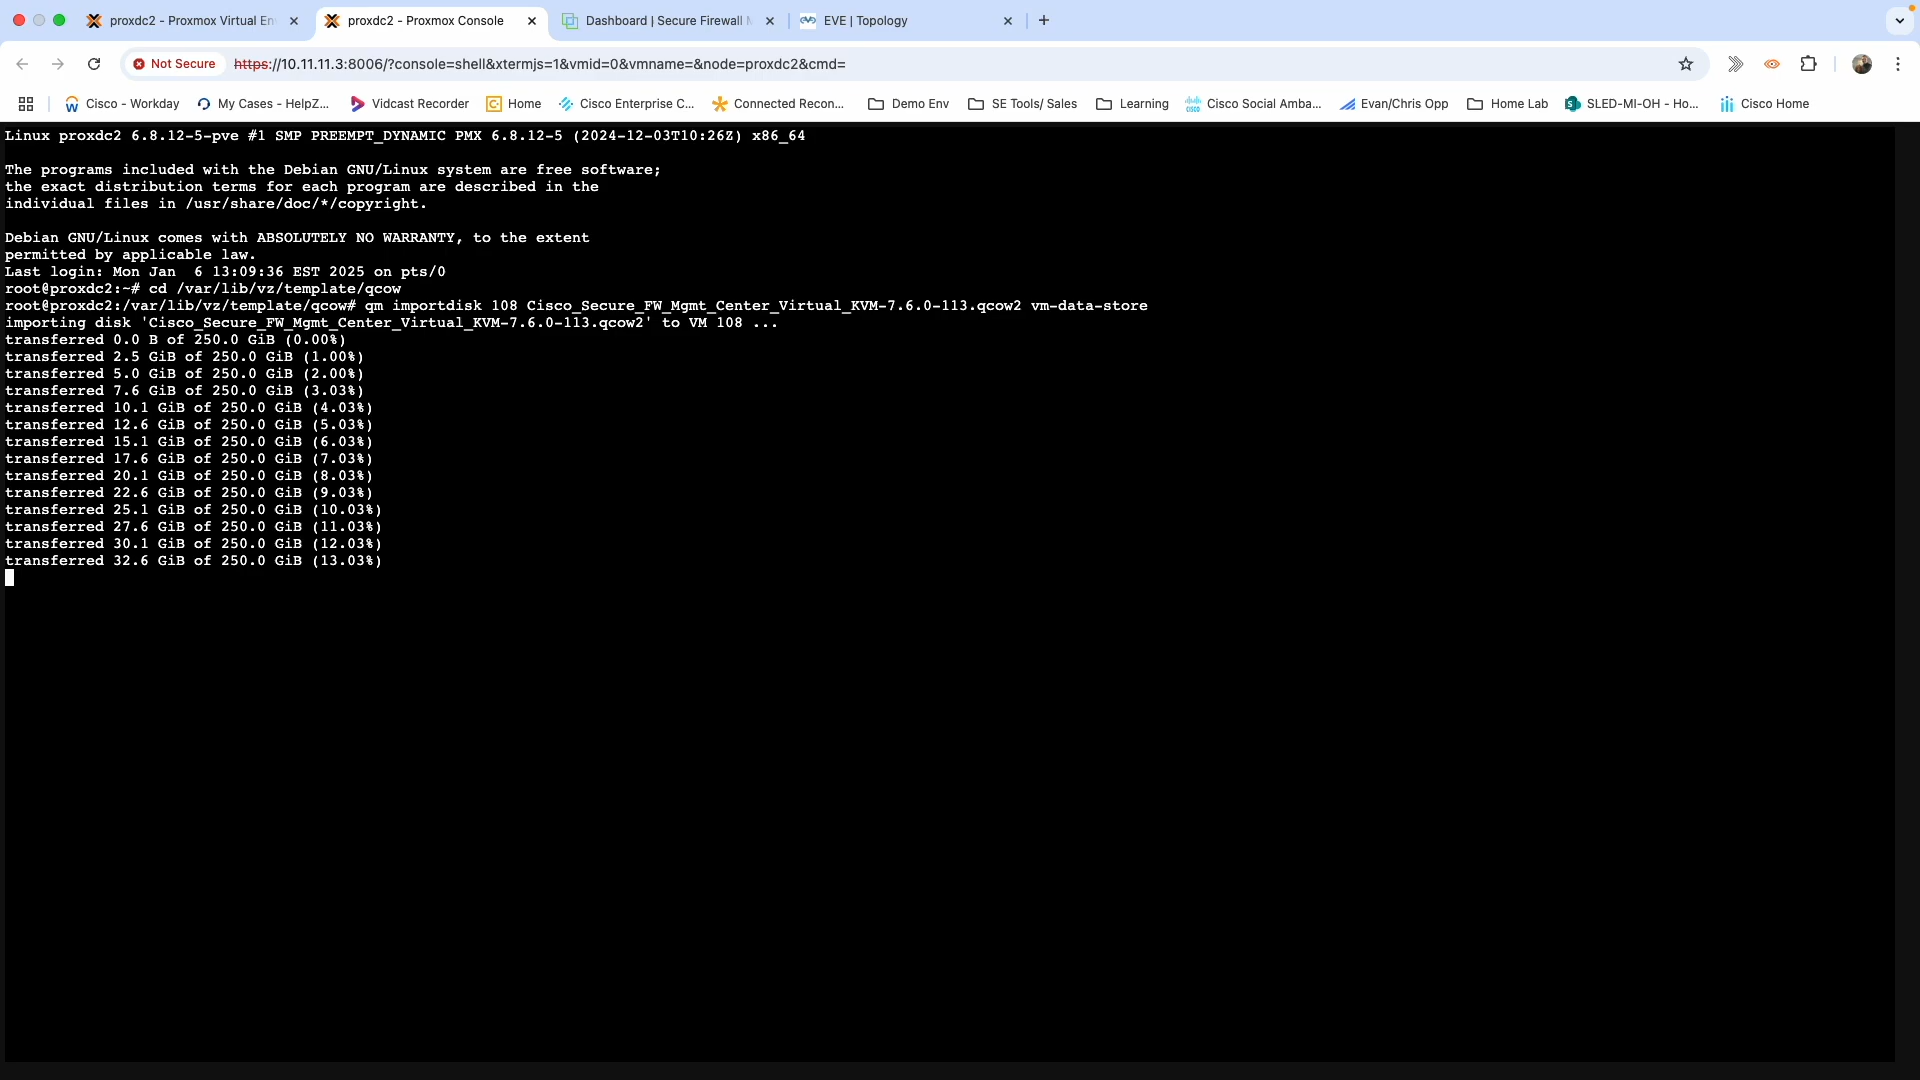 proxdc2 - Proxmox Virtual En
proxdc2 - Proxmox Console
Dashboard | Secure Firewall
EVE | Topology
Not Secure
https://10.11.11.3:8006/?console=shell&xtermjs=1&vmid=0&vmname=&node=proxdc2&cmd=
Cisco - Workday
My Cases - HelpZ...
Vidcast Recorder
Home
Cisco Enterprise C...
Connected Recon...
Demo Env
SE Tools/ Sales
Learning
Cisco Social Amba...
Evan/Chris Opp
Home Lab
SLED-MI-OH - Ho...
Cisco Home
Linux proxdc2 6.8.12-5-pve #1 SMP PREEMPT_DYNAMIC PMX 6.8.12-5 (2024-12-03T10:26Z) x86_64
The programs included with the Debian GNU/Linux system are free software;
the exact distribution terms for each program are described in the
individual files in /usr/share/doc/*/copyright.
Debian GNU/Linux comes with ABSOLUTELY NO WARRANTY, to the extent
permitted by applicable law.
Last login: Mon Jan  6 13:09:36 EST 2025 on pts/0
root@proxdc2:~# cd /var/lib/vz/template/qcow
root@proxdc2:/var/lib/vz/template/qcow# qm importdisk 108 Cisco_Secure_FW_Mgmt_Center_Virtual_KVM-7.6.0-113.qcow2 vm-data-store
importing disk 'Cisco_Secure_FW_Mgmt_Center_Virtual_KVM-7.6.0-113.qcow2' to VM 108 ...
transferred 0.0 B of 250.0 GiB (0.00%)
transferred 2.5 GiB of 250.0 GiB (1.00%)
transferred 5.0 GiB of 250.0 GiB (2.00%)
transferred 7.6 GiB of 250.0 GiB (3.03%)
transferred 10.1 GiB of 250.0 GiB (4.03%)
transferred 12.6 GiB of 250.0 GiB (5.03%)
transferred 15.1 GiB of 250.0 GiB (6.03%)
transferred 17.6 GiB of 250.0 GiB (7.03%)
transferred 20.1 GiB of 250.0 GiB (8.03%)
transferred 22.6 GiB of 250.0 GiB (9.03%)
transferred 25.1 GiB of 250.0 GiB (10.03%)
transferred 27.6 GiB of 250.0 GiB (11.03%)
transferred 30.1 GiB of 250.0 GiB (12.03%)
transferred 32.6 GiB of 250.0 GiB (13.03%)